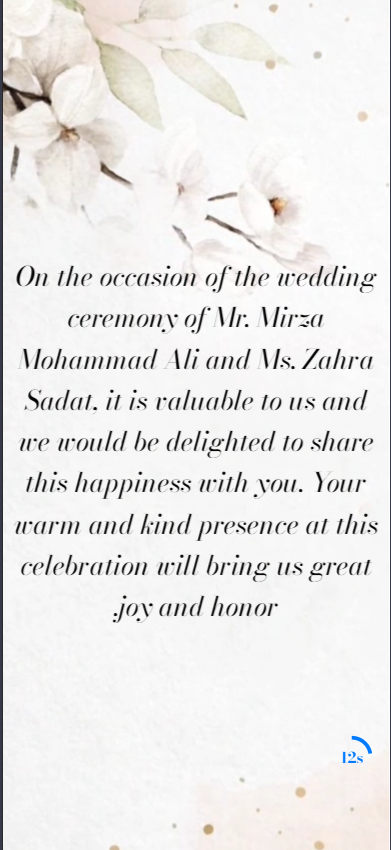 On the occasion of the wedding
ceremony of Mr. Mirza
Mohammad Ali and Ms. Zahra
Sadat, it is valuable to us and
we would be delighted to share
this happiness with you. Your
warm and kind presence at this
celebration will bring us great
.joy and honor
12s